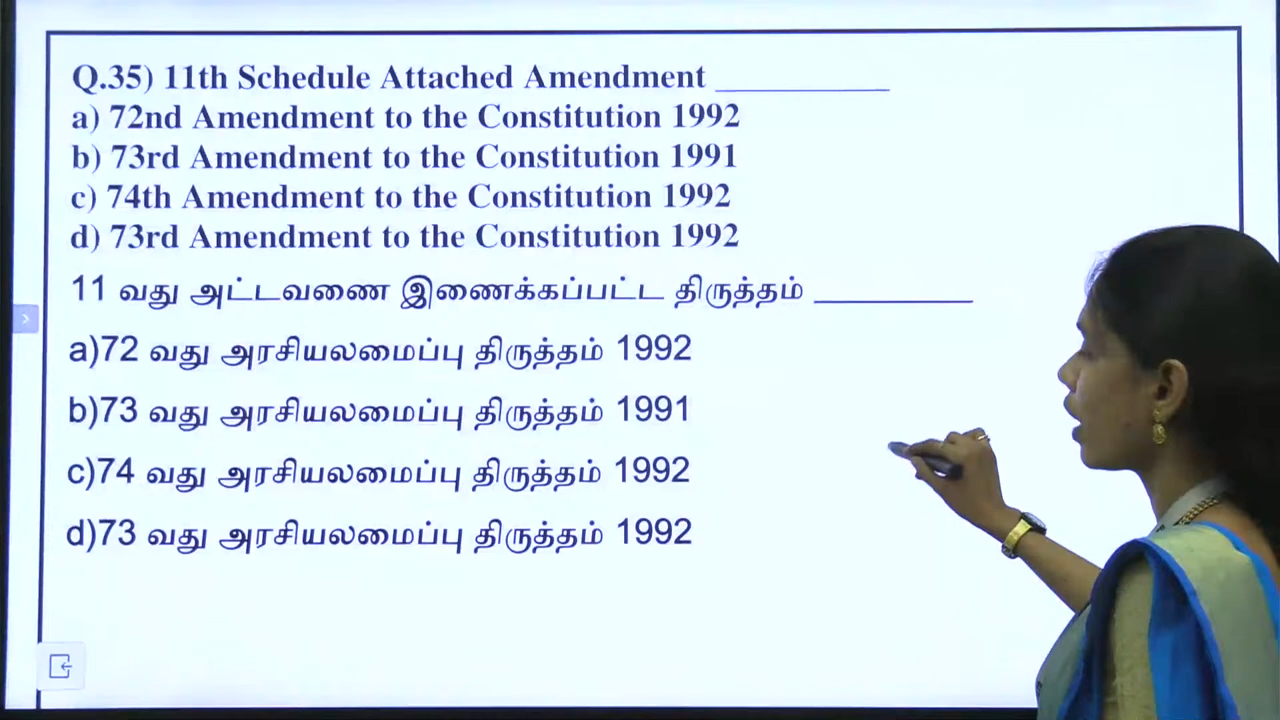 Q.35) 11th Schedule Attached Amendment __________
a) 72nd Amendment to the Constitution 1992
b) 73rd Amendment to the Constitution 1991
c) 74th Amendment to the Constitution 1992
d) 73rd Amendment to the Constitution 1992
11 வது அட்டவணை இணைக்கப்பட்ட திருத்தம் __________
a)72 வது அரசியலமைப்பு திருத்தம் 1992
b)73 வது அரசியலமைப்பு திருத்தம் 1991
c)74 வது அரசியலமைப்பு திருத்தம் 1992
d)73 வது அரசியலமைப்பு திருத்தம் 1992